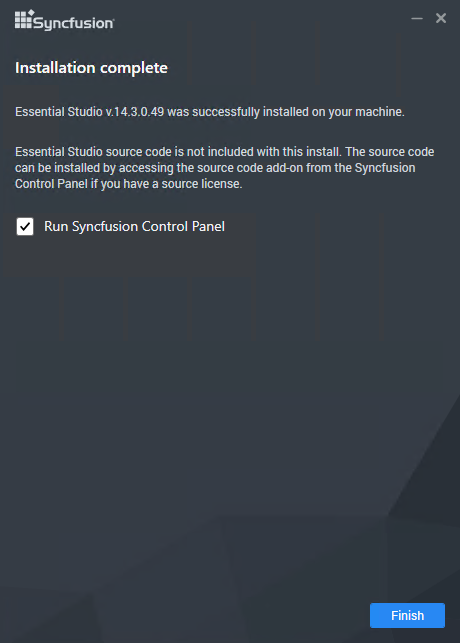 Syncfusion
Installation complete
Essential Studio v.14.3.0.49 was successfully installed on your machine.
Essential Studio source code is not included with this install. The source code
can be installed by accessing the source code add-on from the Syncfusion
Control Panel if you have a source license.
Run Syncfusion Control Panel
Finish